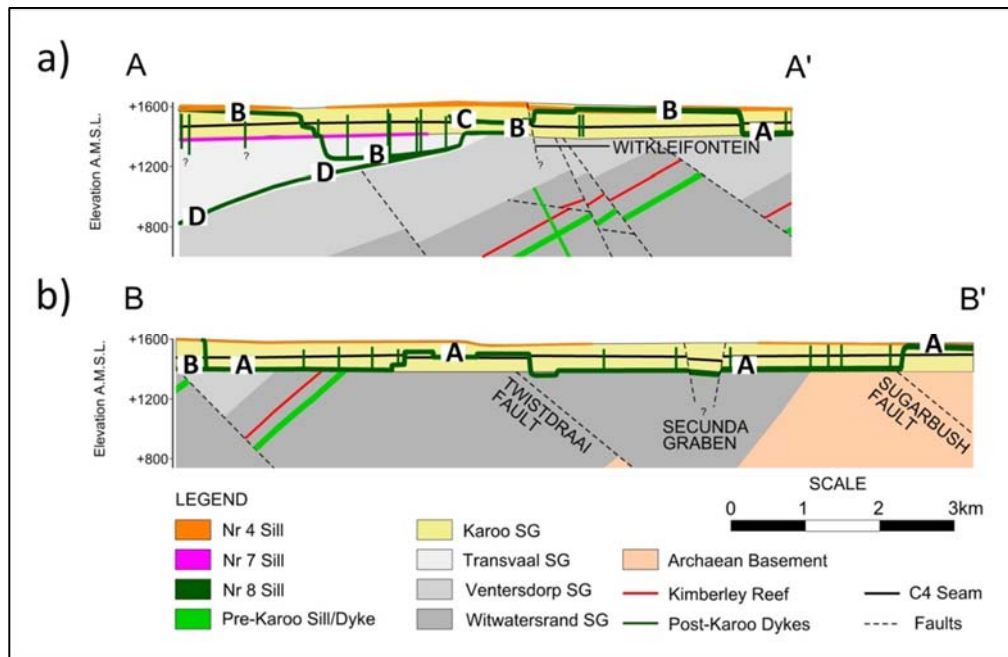 a)
A
A'
+1600
+1200
+800
Elevation A.M.S.L.
B
C
B
B
B
A
D
D
?
?
?
WITKLEIFONTEIN
b)
B
B'
+1600
+1200
+800
Elevation A.M.S.L.
B
A
A
A
A
TWISTDRAAI
FAULT
?
SECUNDA
GRABEN
SUGARBUSH
FAULT
SCALE
0 1 2 3km
LEGEND
Nr 4 Sill
Nr 7 Sill
Nr 8 Sill
Pre-Karoo Sill/Dyke
Karoo SG
Transvaal SG
Ventersdorp SG
Witwatersrand SG
Archaean Basement
Kimberley Reef
Post-Karoo Dykes
C4 Seam
Faults